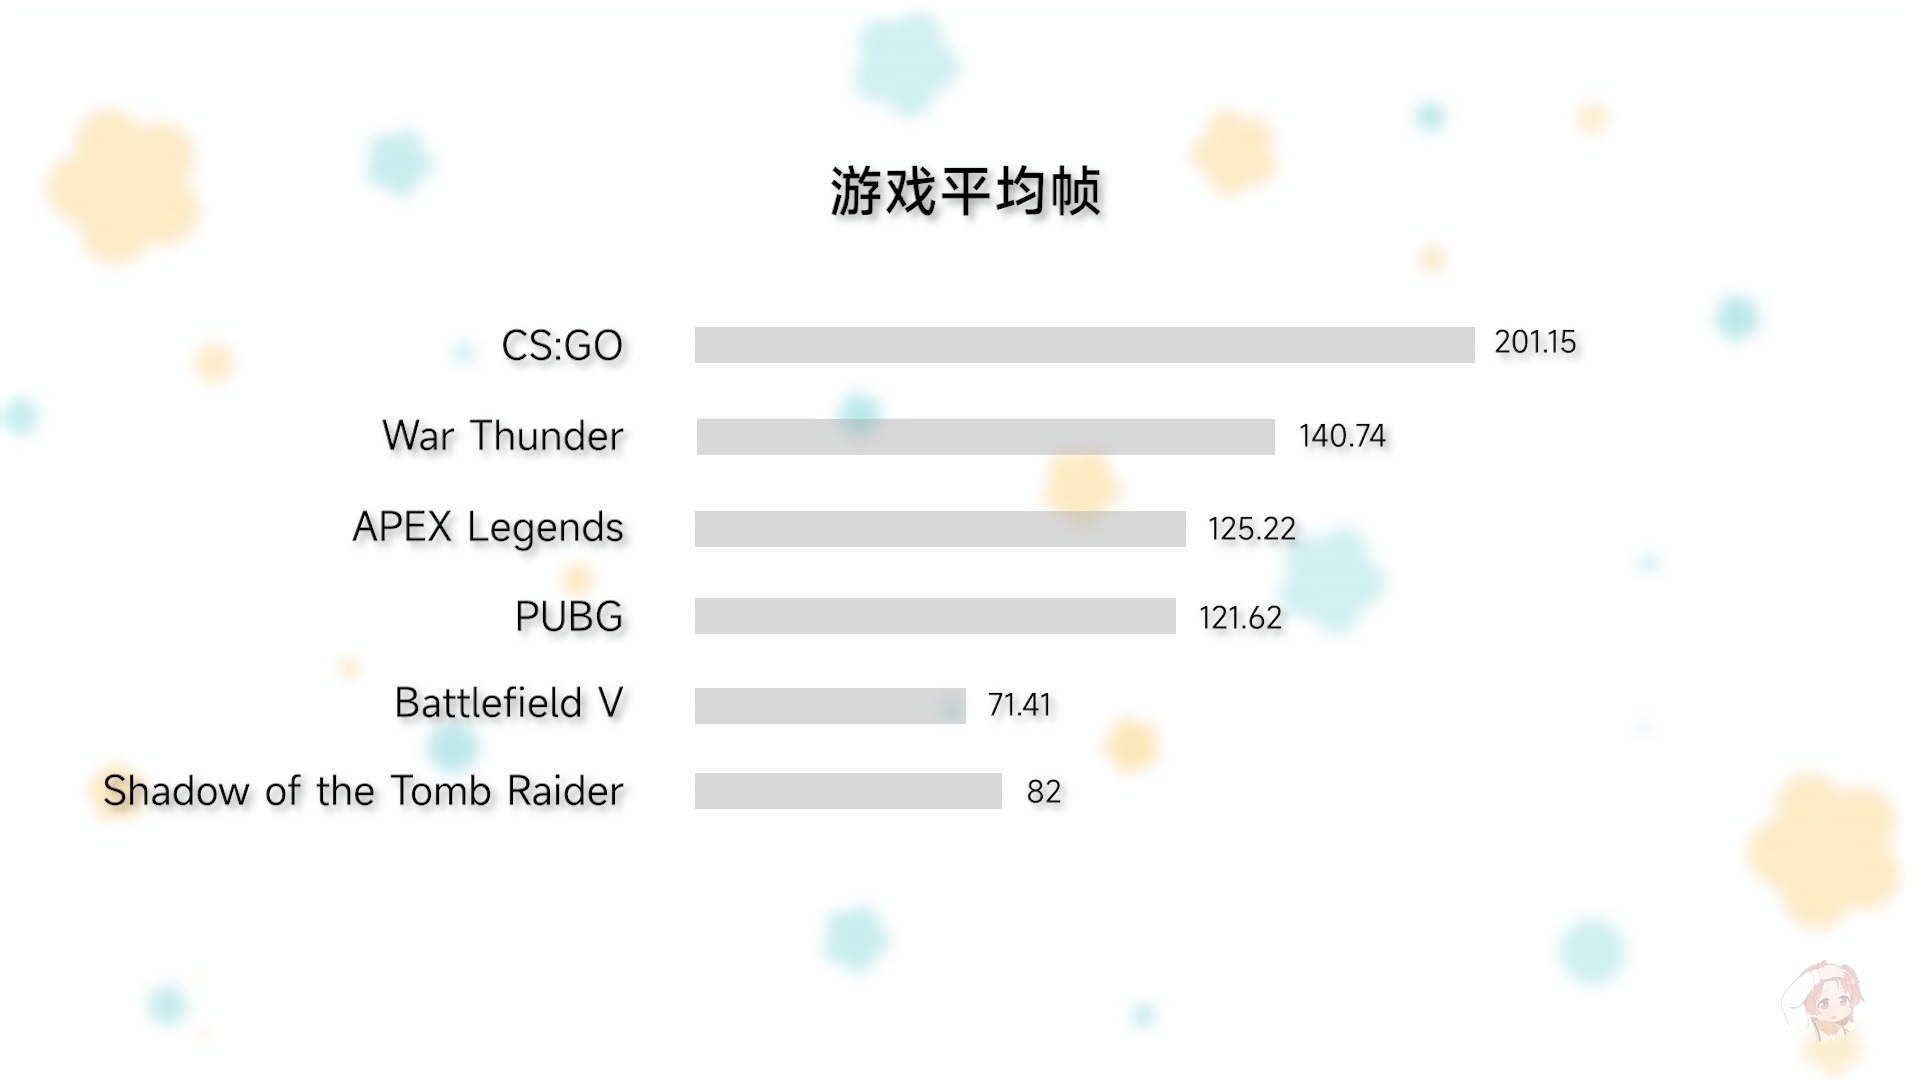 游戏平均帧
CS:GO 201.15
War Thunder 140.74
APEX Legends 125.22
PUBG 121.62
Battlefield V 71.41
Shadow of the Tomb Raider 82